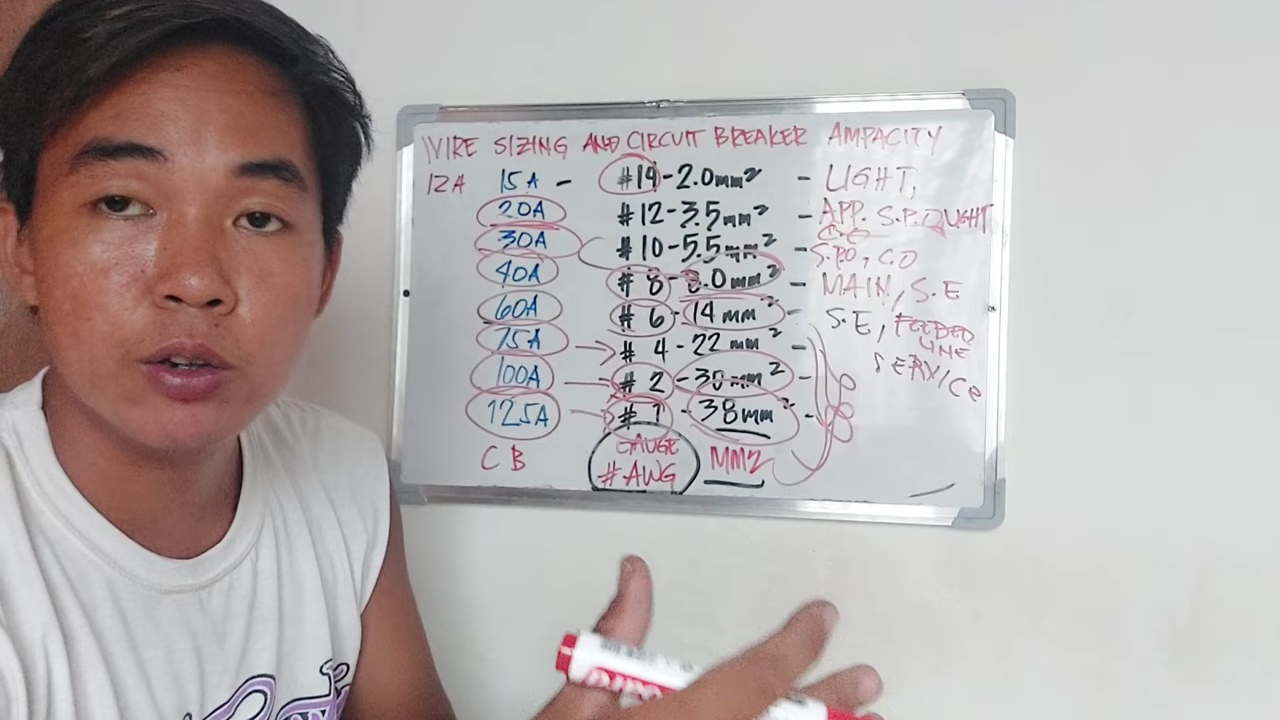 WIRE SIZING AND CIRCUIT BREAKER AMPACITY
12A 15A - #14-2.0mm² - LIGHT,
20A #12-3.5mm² - APP. S.P.O LIGHT
C.O
30A #10-5.5mm² - S.P.O, C.O
40A #8-8.0mm² - MAIN, S.E
60A #6-14mm² - S.E, FEEDER
LINE
75A → #4-22mm² - SERVICE
100A → #2-30mm² -
125A → #1-38mm² -
CB GAUGE MM2
#AWG